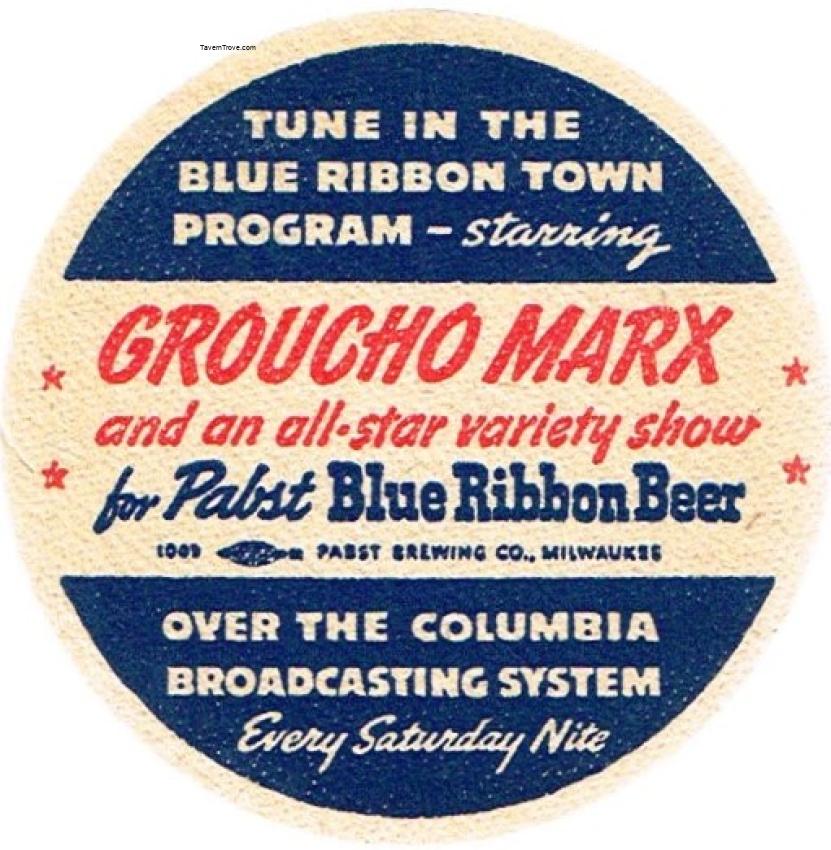 TavernTrove.com
TUNE IN THE
BLUE RIBBON TOWN
PROGRAM - starring
GROUCHO MARX
and an all-star variety show
for Pabst Blue Ribbon Beer
PABST BREWING CO., MILWAUKEE
OVER THE COLUMBIA
BROADCASTING SYSTEM
Every Saturday Nite